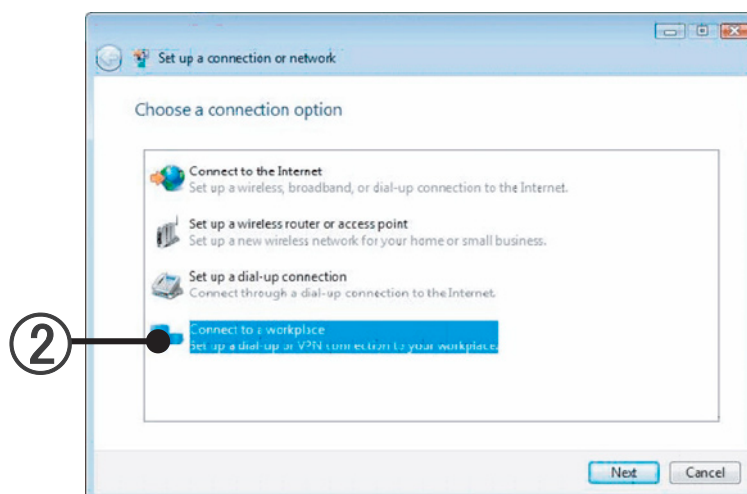 Set up a connection or network
Choose a connection option
Connect to the Internet
Set up a wireless, broadband, or dial-up connection to the Internet.
Set up a wireless router or access point
Set up a new wireless network for your home or small business.
Set up a dial-up connection
Connect through a dial-up connection to the Internet.
2
Connect to a workplace
Set up a dial-up or VPN connection to your workplace.
Next Cancel